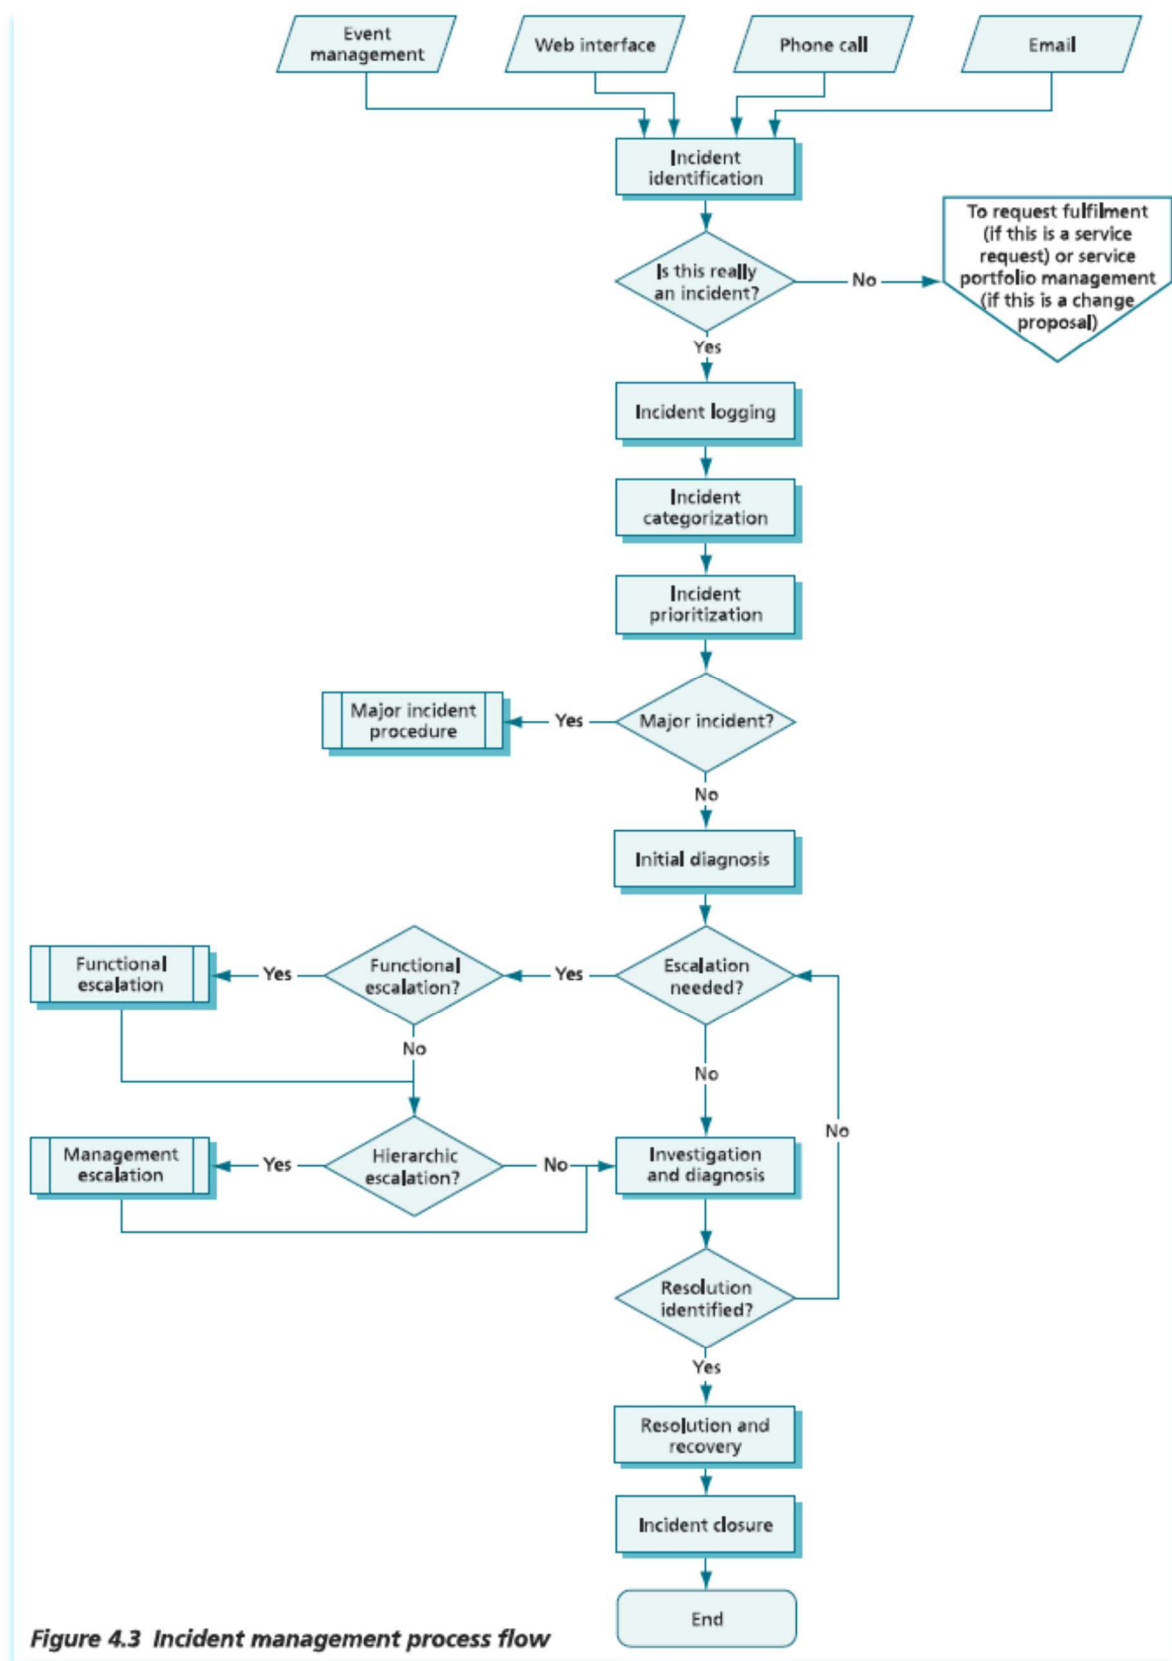 Event
management
Web interface
Phone call
Email
Incident
identification
Is this really
an incident?
No
To request fulfilment
(if this is a service
request) or service
portfolio management
(if this is a change
proposal)
Yes
Incident logging
Incident
categorization
Incident
prioritization
Major incident?
Yes
Major incident
procedure
No
Initial diagnosis
Escalation
needed?
Yes
Functional
escalation?
Yes
Functional
escalation
No
No
No
Hierarchic
escalation?
Yes
Management
escalation
No
Investigation
and diagnosis
Resolution
identified?
Yes
Resolution and
recovery
Incident closure
End
Figure 4.3 Incident management process flow